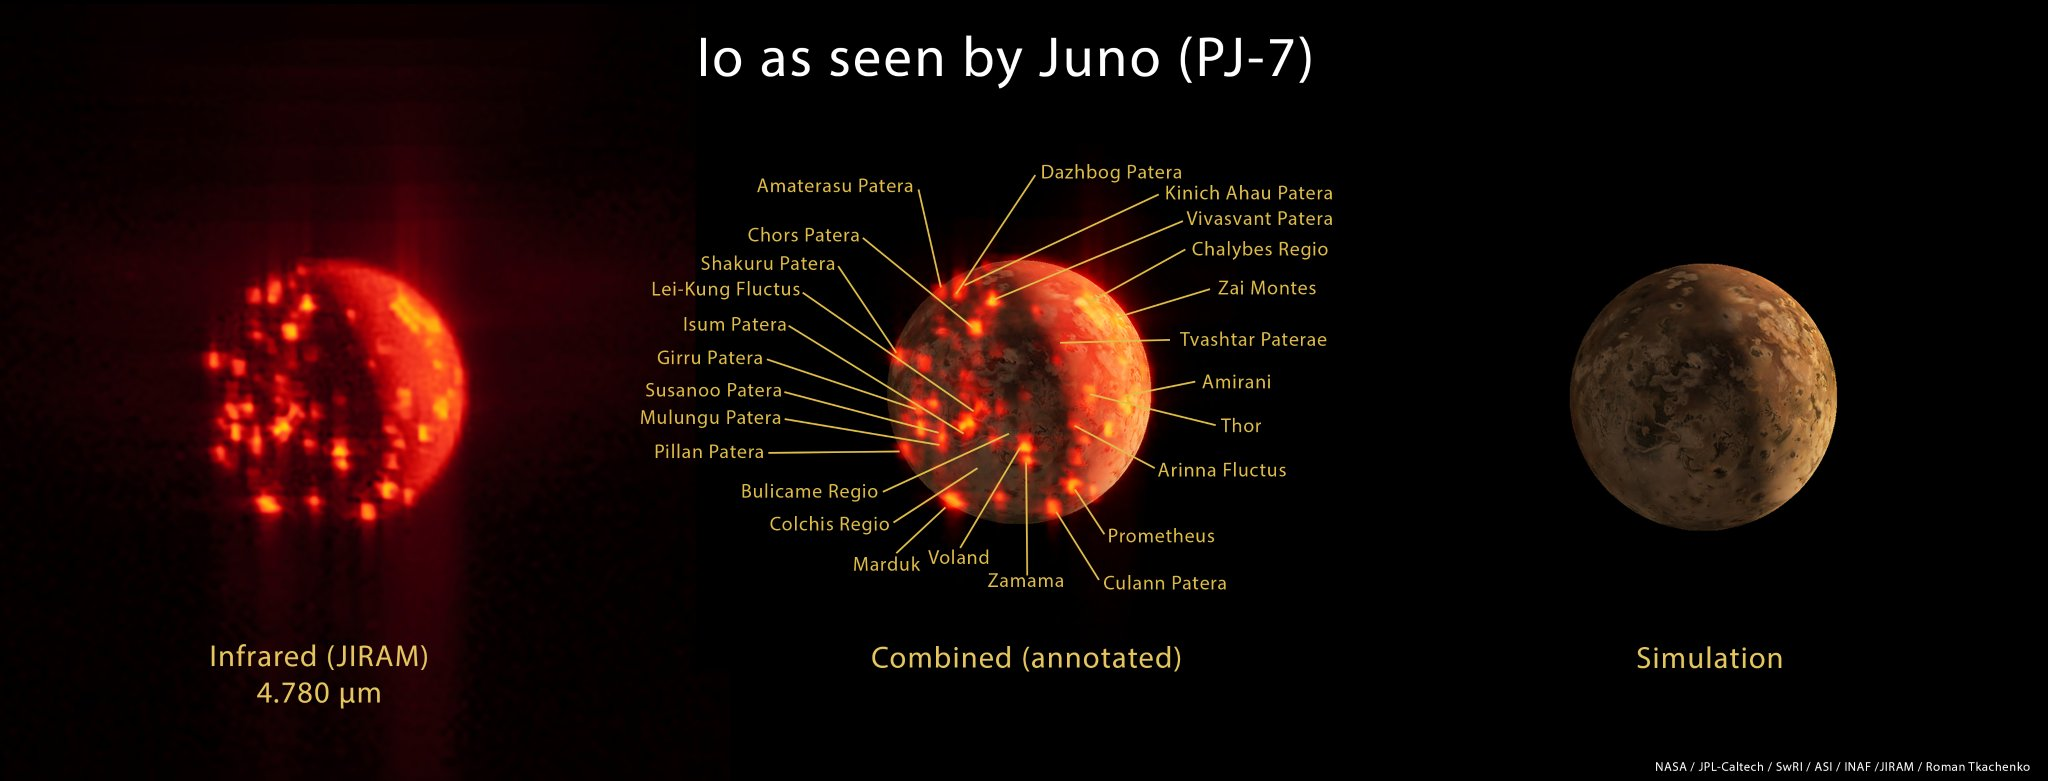 Io as seen by Juno (PJ-7)
Amaterasu Patera
Chors Patera
Shakuru Patera
Lei-Kung Fluctus
Isum Patera
Girru Patera
Susanoo Patera
Mulungu Patera
Pillan Patera
Bulicame Regio
Colchis Regio
Marduk
Voland
Zamama
Dazhbog Patera
Kinich Ahau Patera
Vivasvant Patera
Chalybes Regio
Zai Montes
Tvashtar Paterae
Amirani
Thor
Arinna Fluctus
Prometheus
Culann Patera
Infrared (JIRAM)
4.780 µm
Combined (annotated)
Simulation
NASA / JPL-Caltech / SwRI / ASI / INAF /JIRAM / Roman Tkachenko